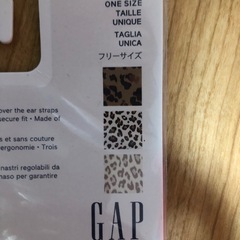 ONE SIZE
TAILLE
UNIQUE
TAGLIA
UNICA
フリーサイズ
over the ear straps
secure fit • Made of
s et sans couture
ergonomie • Trois
nastri regolabili da
naso per garantire
GAP